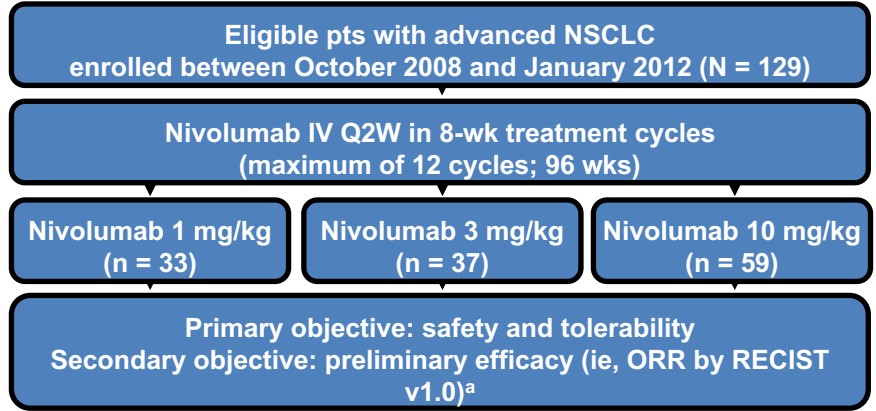 Eligible pts with advanced NSCLC
enrolled between October 2008 and January 2012 (N = 129)
Nivolumab IV Q2W in 8-wk treatment cycles
(maximum of 12 cycles; 96 wks)
Nivolumab 1 mg/kg
(n = 33)
Nivolumab 3 mg/kg
(n = 37)
Nivolumab 10 mg/kg
(n = 59)
Primary objective: safety and tolerability
Secondary objective: preliminary efficacy (ie, ORR by RECIST
v1.0)ᵃ